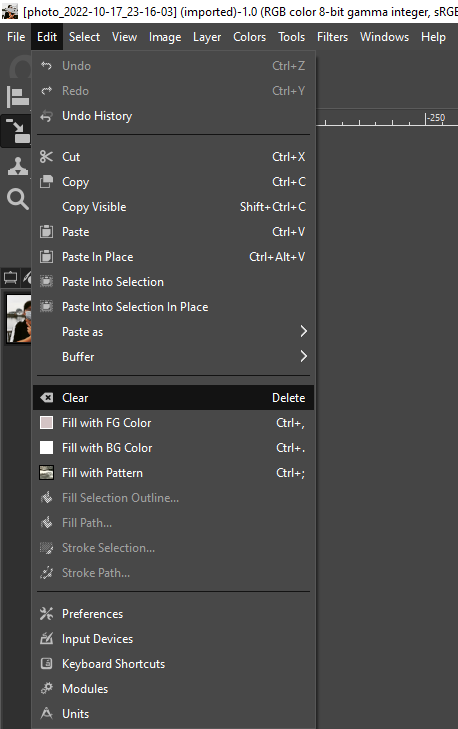 [photo_2022-10-17_23-16-03] (imported)-1.0 (RGB color 8-bit gamma integer, sRGB
File Edit Select View Image Layer Colors Tools Filters Windows Help
-250
Undo Ctrl+Z
Redo Ctrl+Y
Undo History
Cut Ctrl+X
Copy Ctrl+C
Copy Visible Shift+Ctrl+C
Paste Ctrl+V
Paste In Place Ctrl+Alt+V
Paste Into Selection
Paste Into Selection In Place
Paste as
Buffer
Clear Delete
Fill with FG Color Ctrl+,
Fill with BG Color Ctrl+.
Fill with Pattern Ctrl+;
Fill Selection Outline...
Fill Path...
Stroke Selection...
Stroke Path...
Preferences
Input Devices
Keyboard Shortcuts
Modules
Units